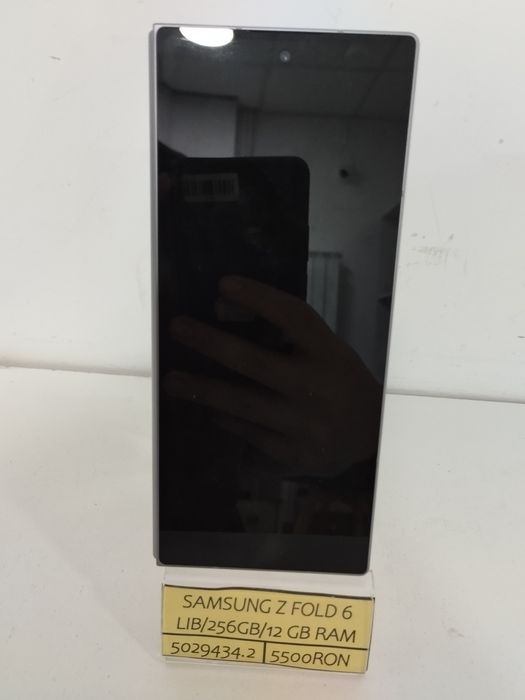 SAMSUNG Z FOLD 6
LIB/256GB/12 GB RAM
5029434.2 5500RON